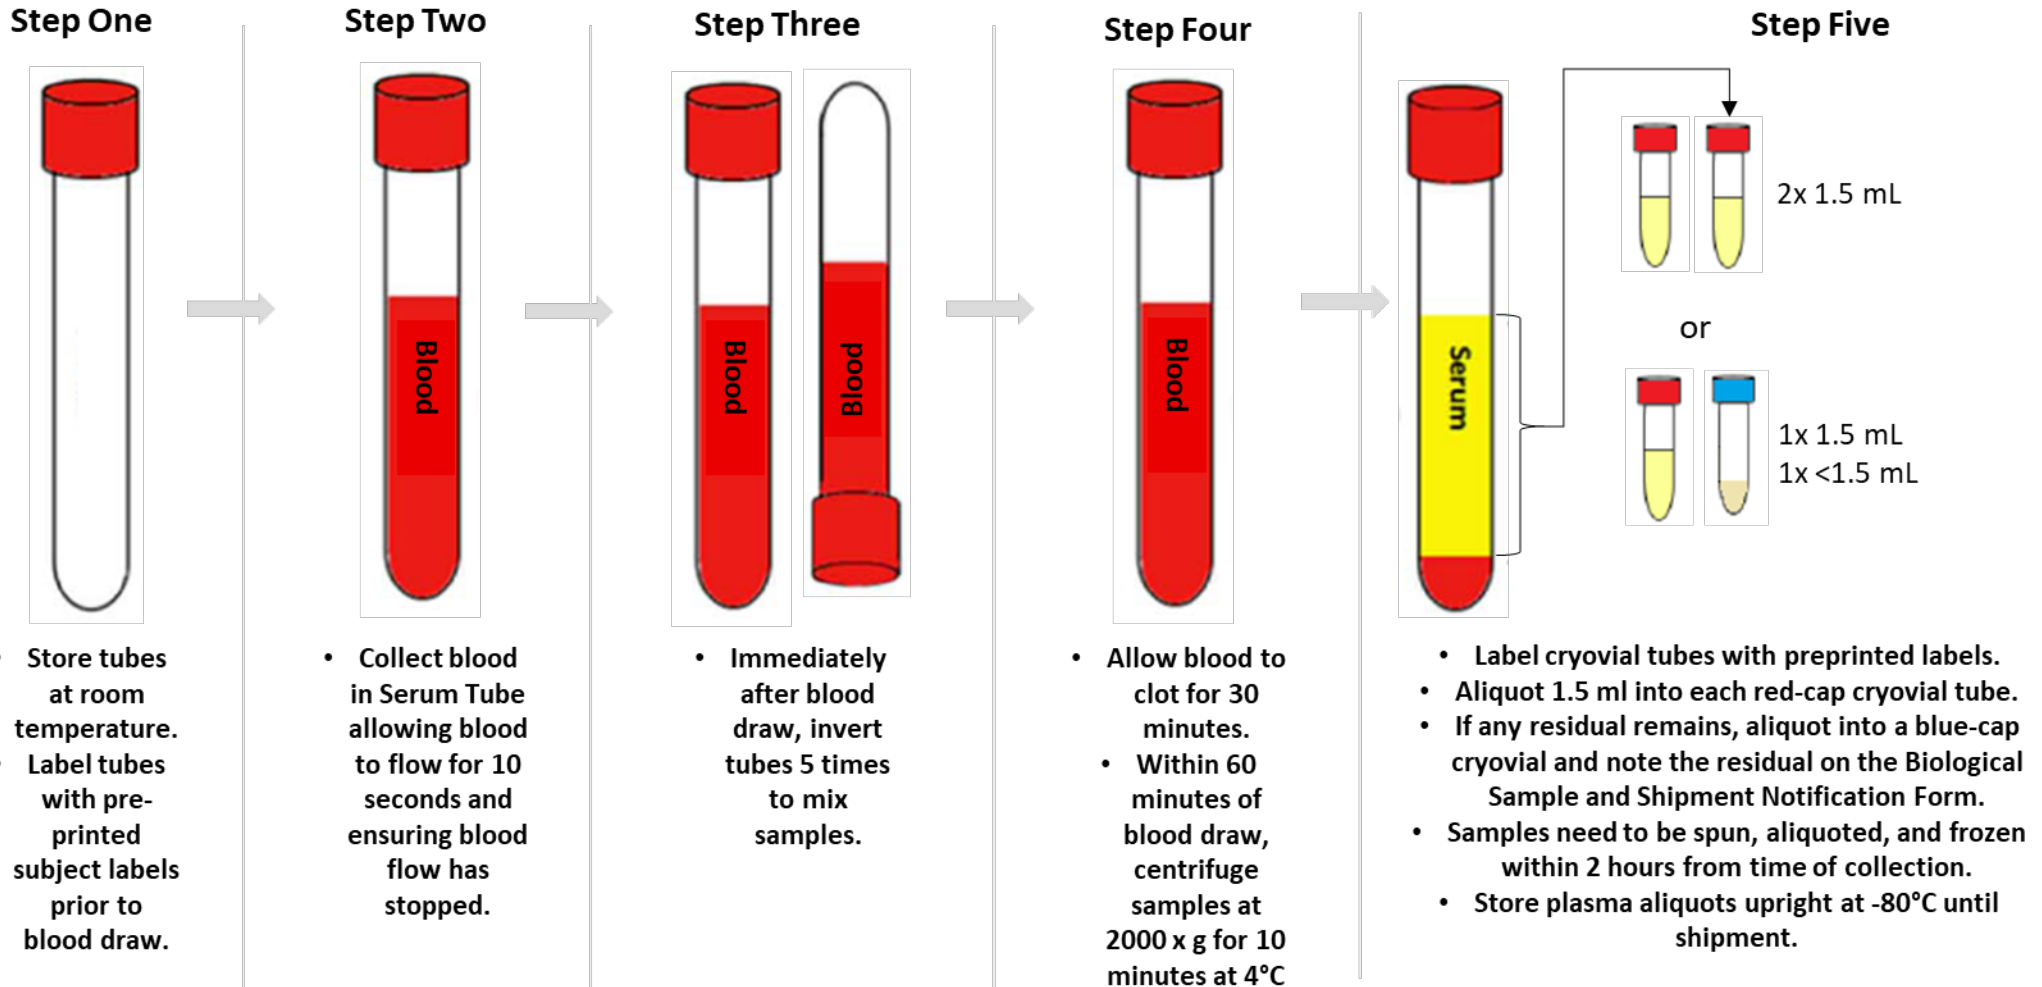 Step One
Store tubes
at room
temperature.
Label tubes
with pre-
printed
subject labels
prior to
blood draw.
Step Two
Blood
• Collect blood
in Serum Tube
allowing blood
to flow for 10
seconds and
ensuring blood
flow has
stopped.
Step Three
Blood
Blood
• Immediately
after blood
draw, invert
tubes 5 times
to mix
samples.
Step Four
Blood
• Allow blood to
clot for 30
minutes.
• Within 60
minutes of
blood draw,
centrifuge
samples at
2000 x g for 10
minutes at 4°C
Step Five
Serum
2x 1.5 mL
or
1x 1.5 mL
1x <1.5 mL
• Label cryovial tubes with preprinted labels.
• Aliquot 1.5 ml into each red-cap cryovial tube.
• If any residual remains, aliquot into a blue-cap
cryovial and note the residual on the Biological
Sample and Shipment Notification Form.
• Samples need to be spun, aliquoted, and frozen
within 2 hours from time of collection.
• Store plasma aliquots upright at -80°C until
shipment.